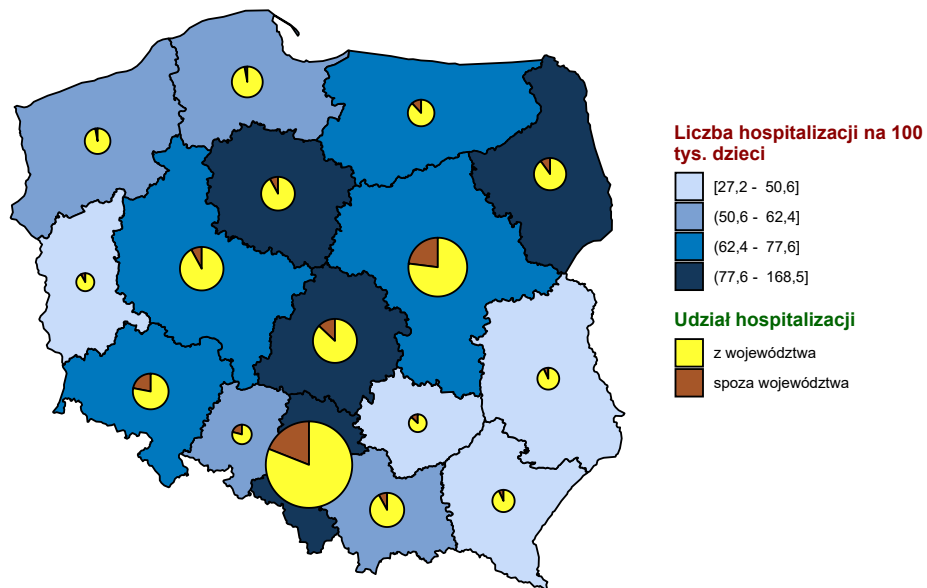 Liczba hospitalizacji na 100
tys. dzieci
[27,2 - 50,6]
(50,6 - 62,4]
(62,4 - 77,6]
(77,6 - 168,5]
Udział hospitalizacji
z województwa
spoza województwa